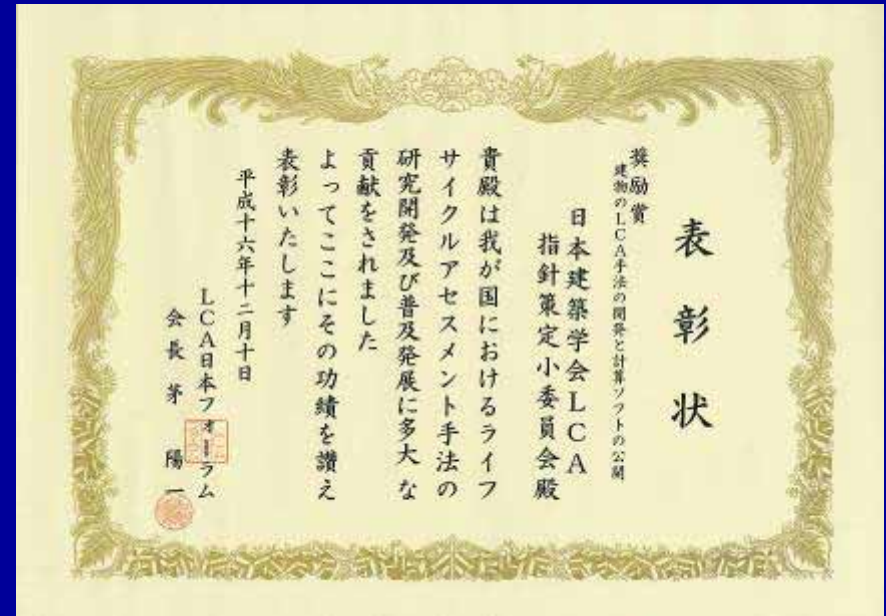 表彰状
奨励賞
建物のLCA手法の開発と計算ソフトの公開
日本建築学会LCA
指針策定小委員会殿
貴殿は我が国におけるライフ
サイクルアセスメント手法の
研究開発及び普及発展に多大な
貢献をされました
よってここにその功績を讃え
表彰いたします
平成十六年十二月十日
LCA日本フォーラム
会長 茅 陽一